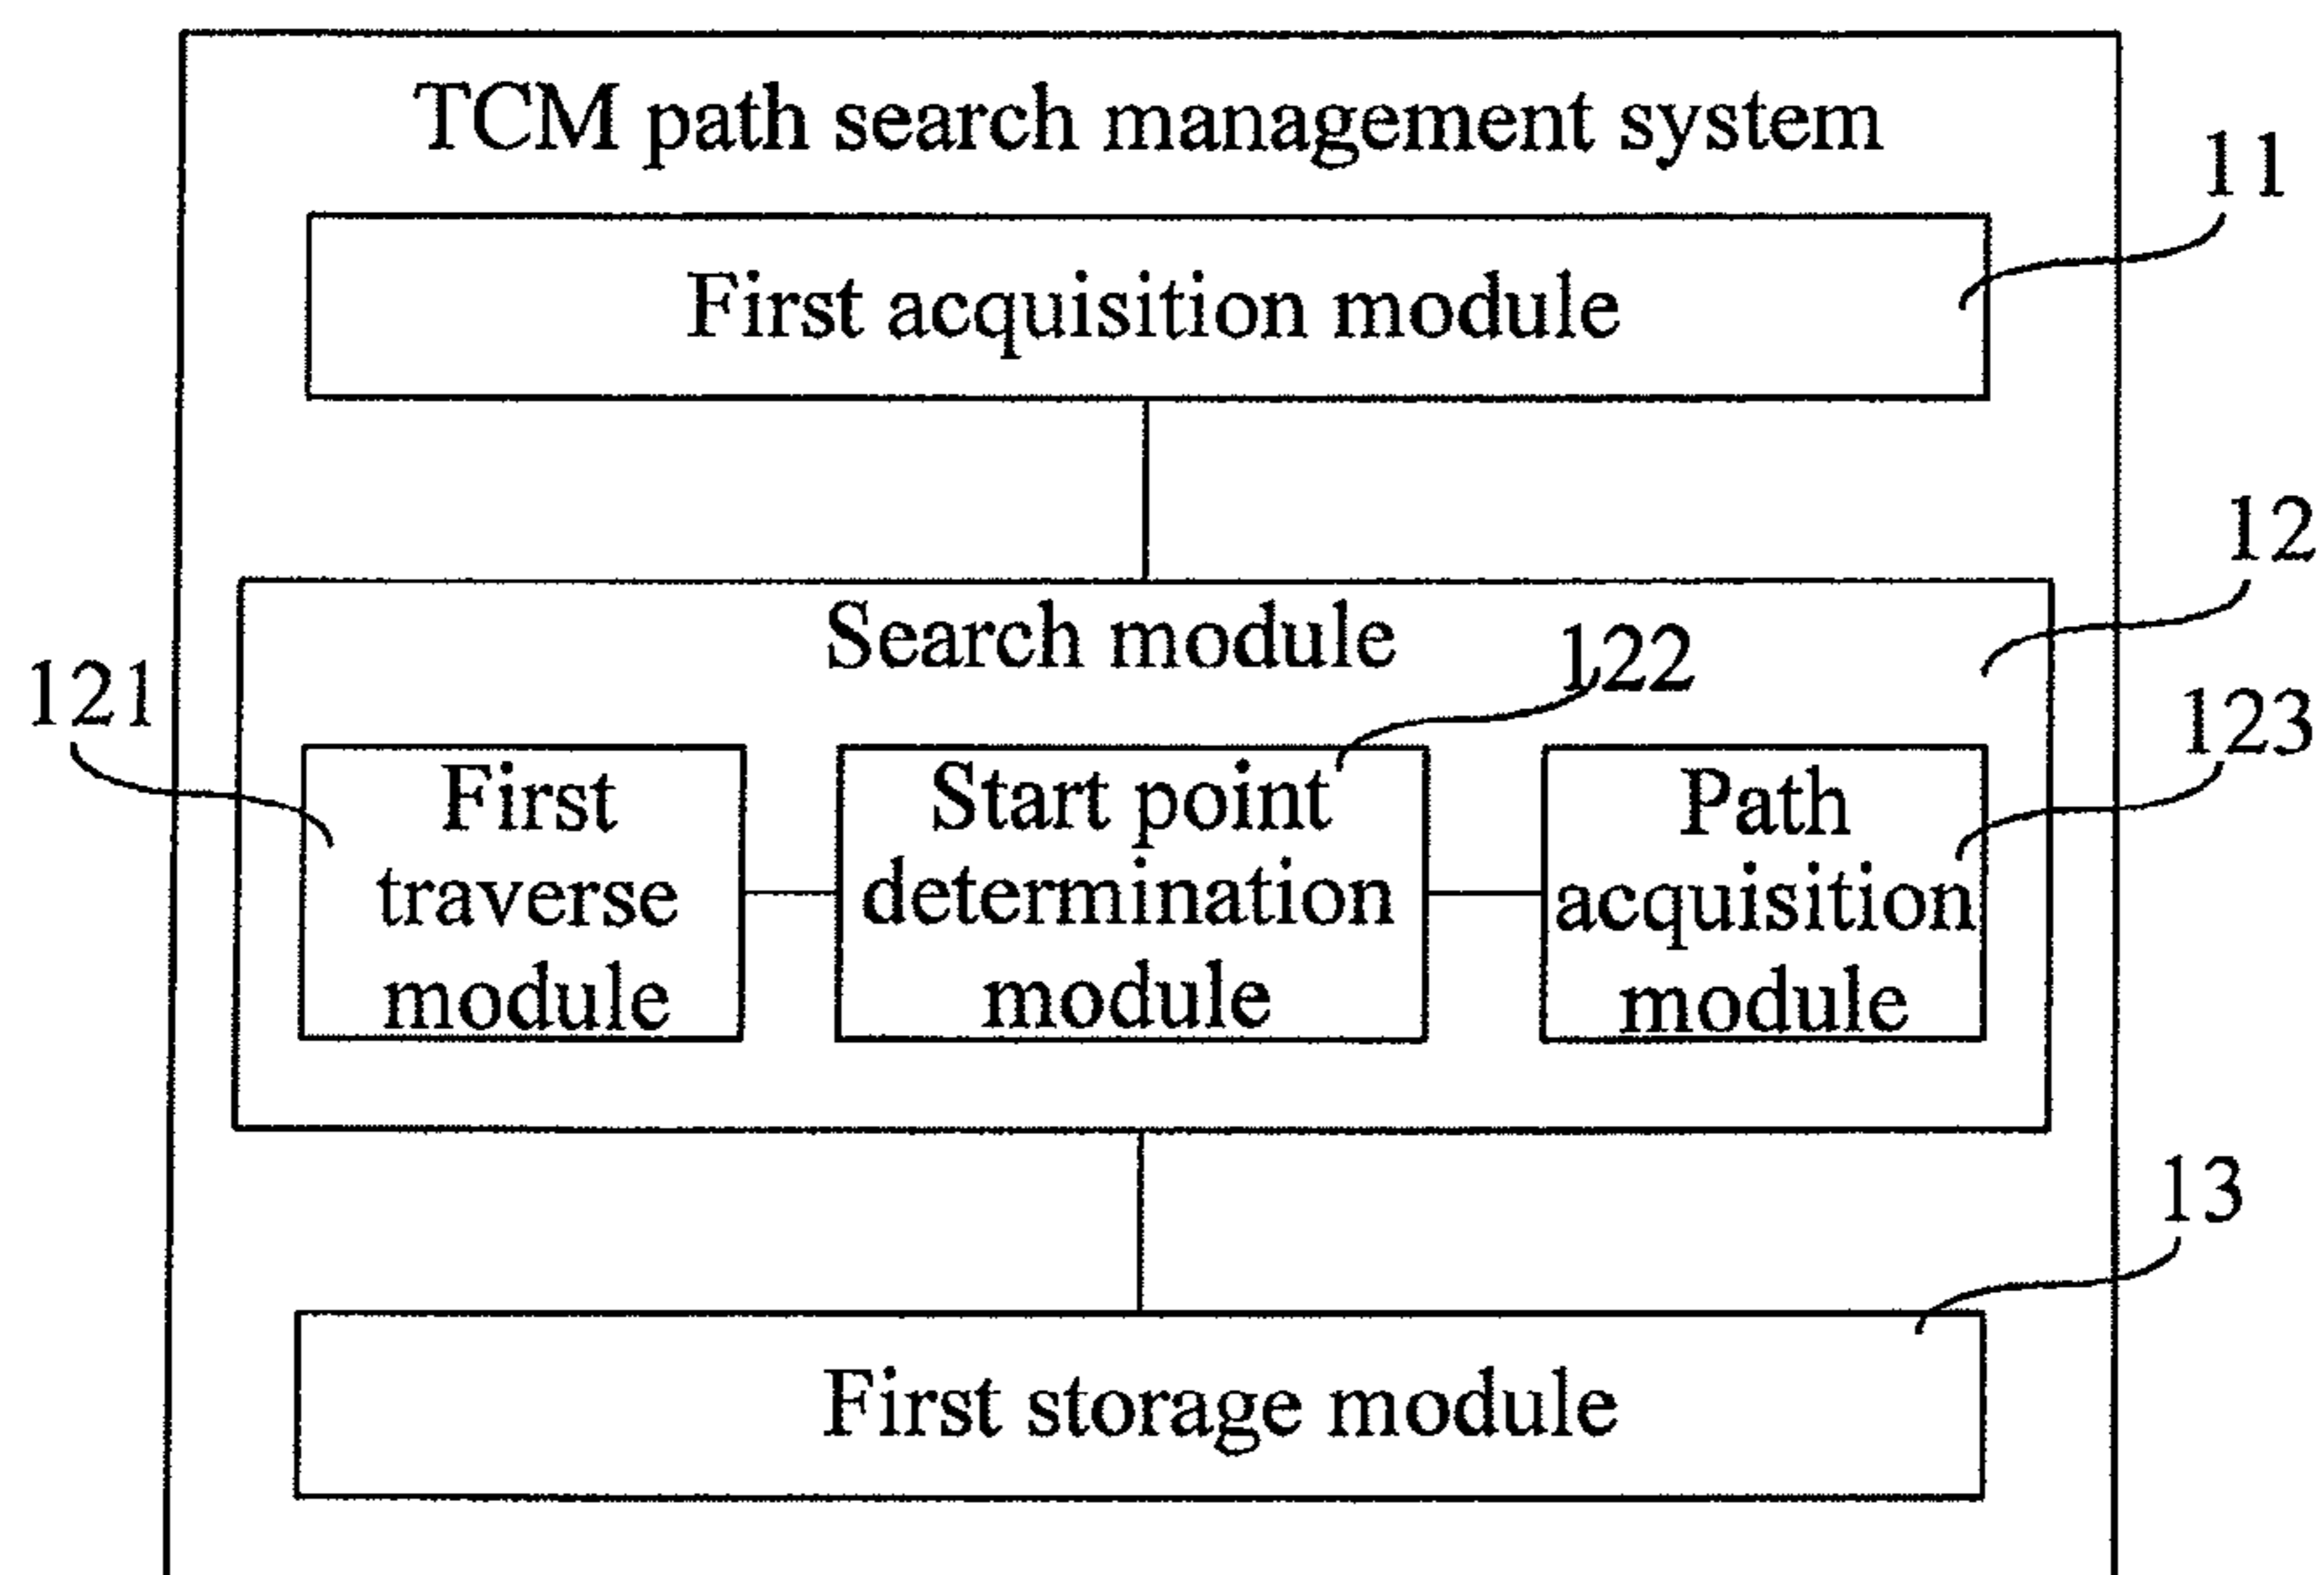 TCM path search management system
11
First acquisition module
12
Search module
122
121
123
First
traverse
module
Start point
determination
module
Path
acquisition
module
13
First storage module